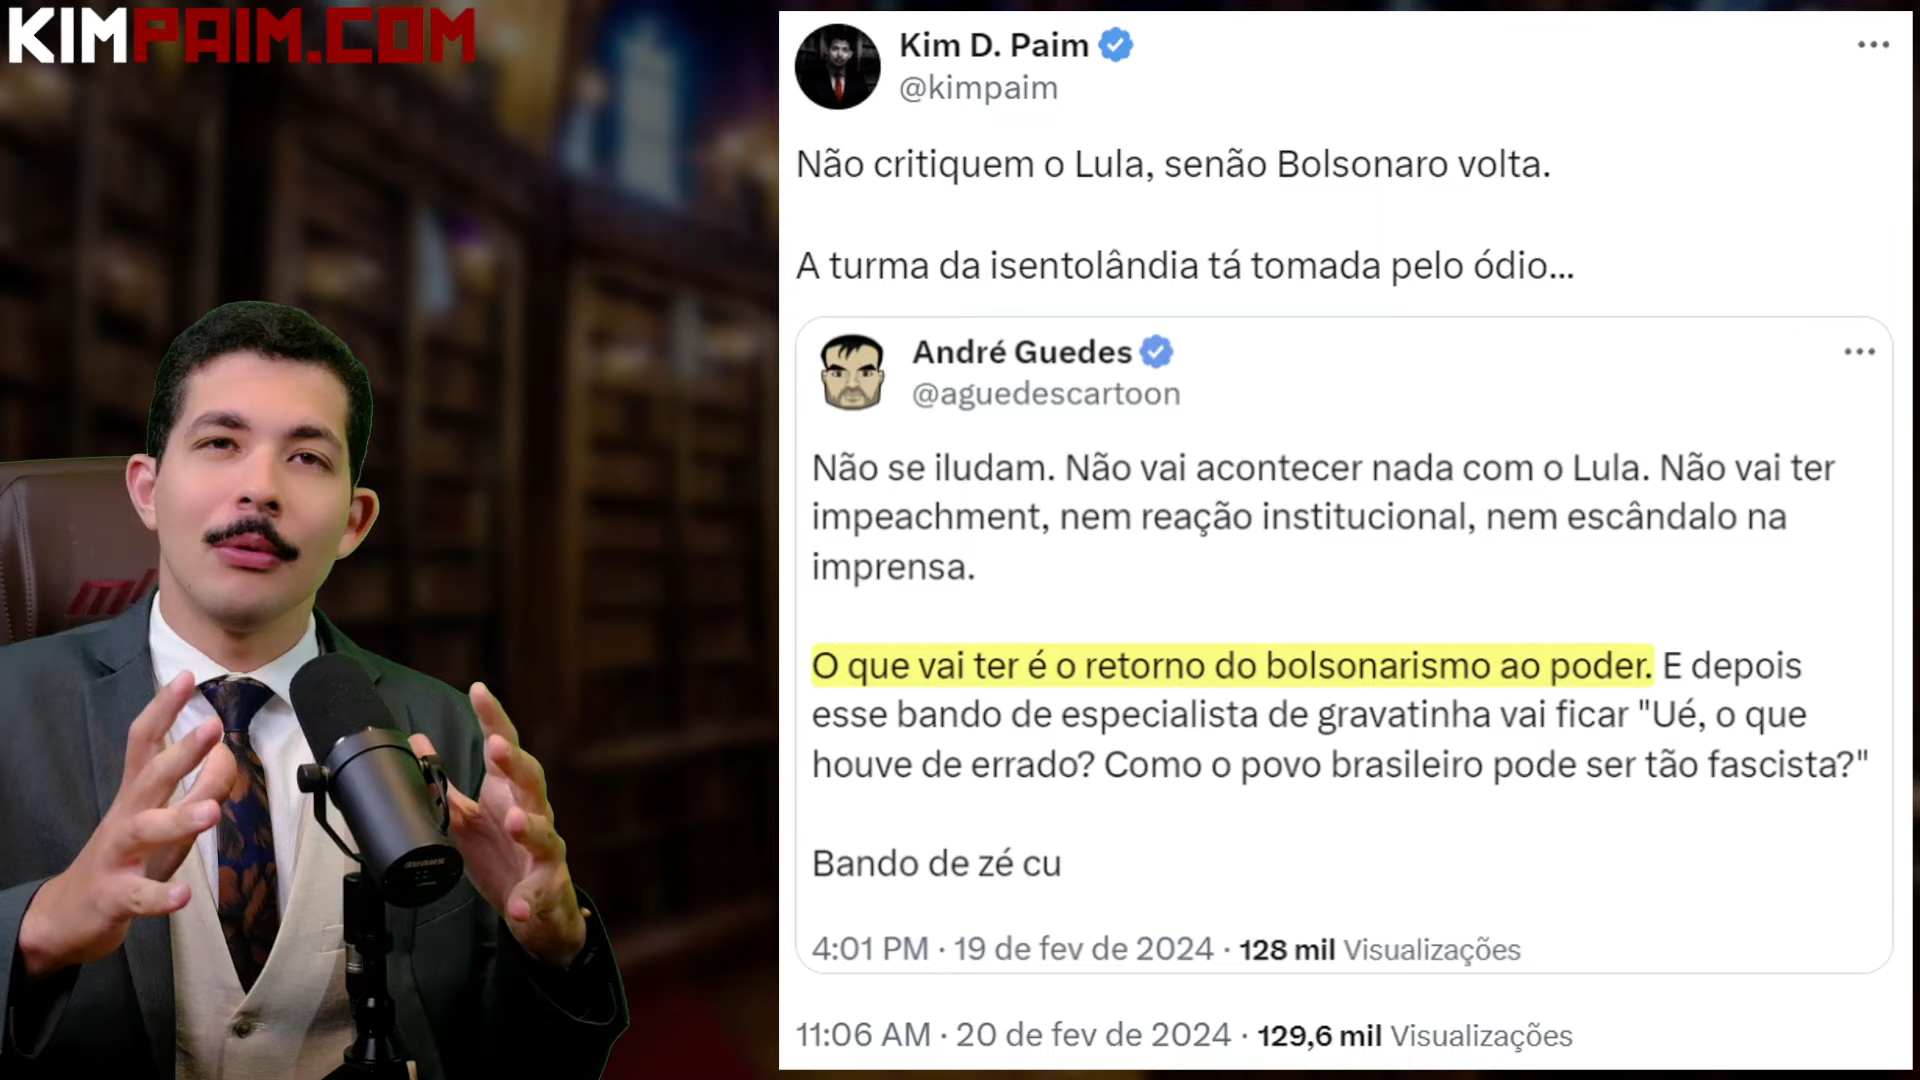 KIMPAIM.COM
Kim D. Paim
@kimpaim
Não critiquem o Lula, senão Bolsonaro volta.
A turma da isentolândia tá tomada pelo ódio...
André Guedes
@aguedescartoon
Não se iludam. Não vai acontecer nada com o Lula. Não vai ter
impeachment, nem reação institucional, nem escândalo na
imprensa.
O que vai ter é o retorno do bolsonarismo ao poder. E depois
esse bando de especialista de gravatinha vai ficar "Ué, o que
houve de errado? Como o povo brasileiro pode ser tão fascista?"
Bando de zé cu
4:01 PM · 19 de fev de 2024 · 128 mil Visualizações
11:06 AM · 20 de fev de 2024 · 129,6 mil Visualizações